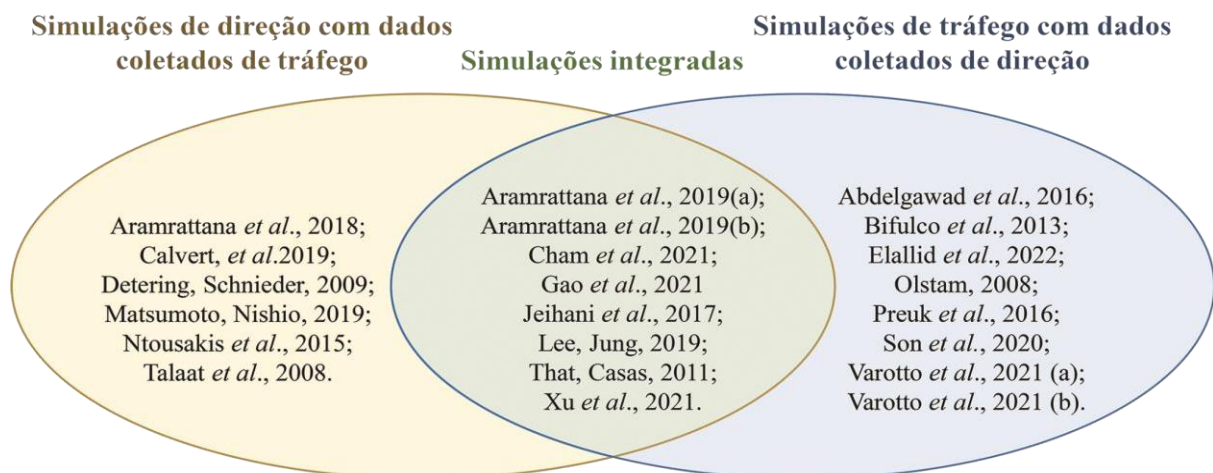 Simulações de direção com dados
coletados de tráfego
Simulações integradas
Simulações de tráfego com dados
coletados de direção
Aramrattana et al., 2018;
Calvert, et al.2019;
Detering, Schnieder, 2009;
Matsumoto, Nishio, 2019;
Ntousakis et al., 2015;
Talaat et al., 2008.
Aramrattana et al., 2019(a);
Aramrattana et al., 2019(b);
Cham et al., 2021;
Gao et al., 2021
Jeihani et al., 2017;
Lee, Jung, 2019;
That, Casas, 2011;
Xu et al., 2021.
Abdelgawad et al., 2016;
Bifulco et al., 2013;
Elallid et al., 2022;
Olstam, 2008;
Preuk et al., 2016;
Son et al., 2020;
Varotto et al., 2021 (a);
Varotto et al., 2021 (b).